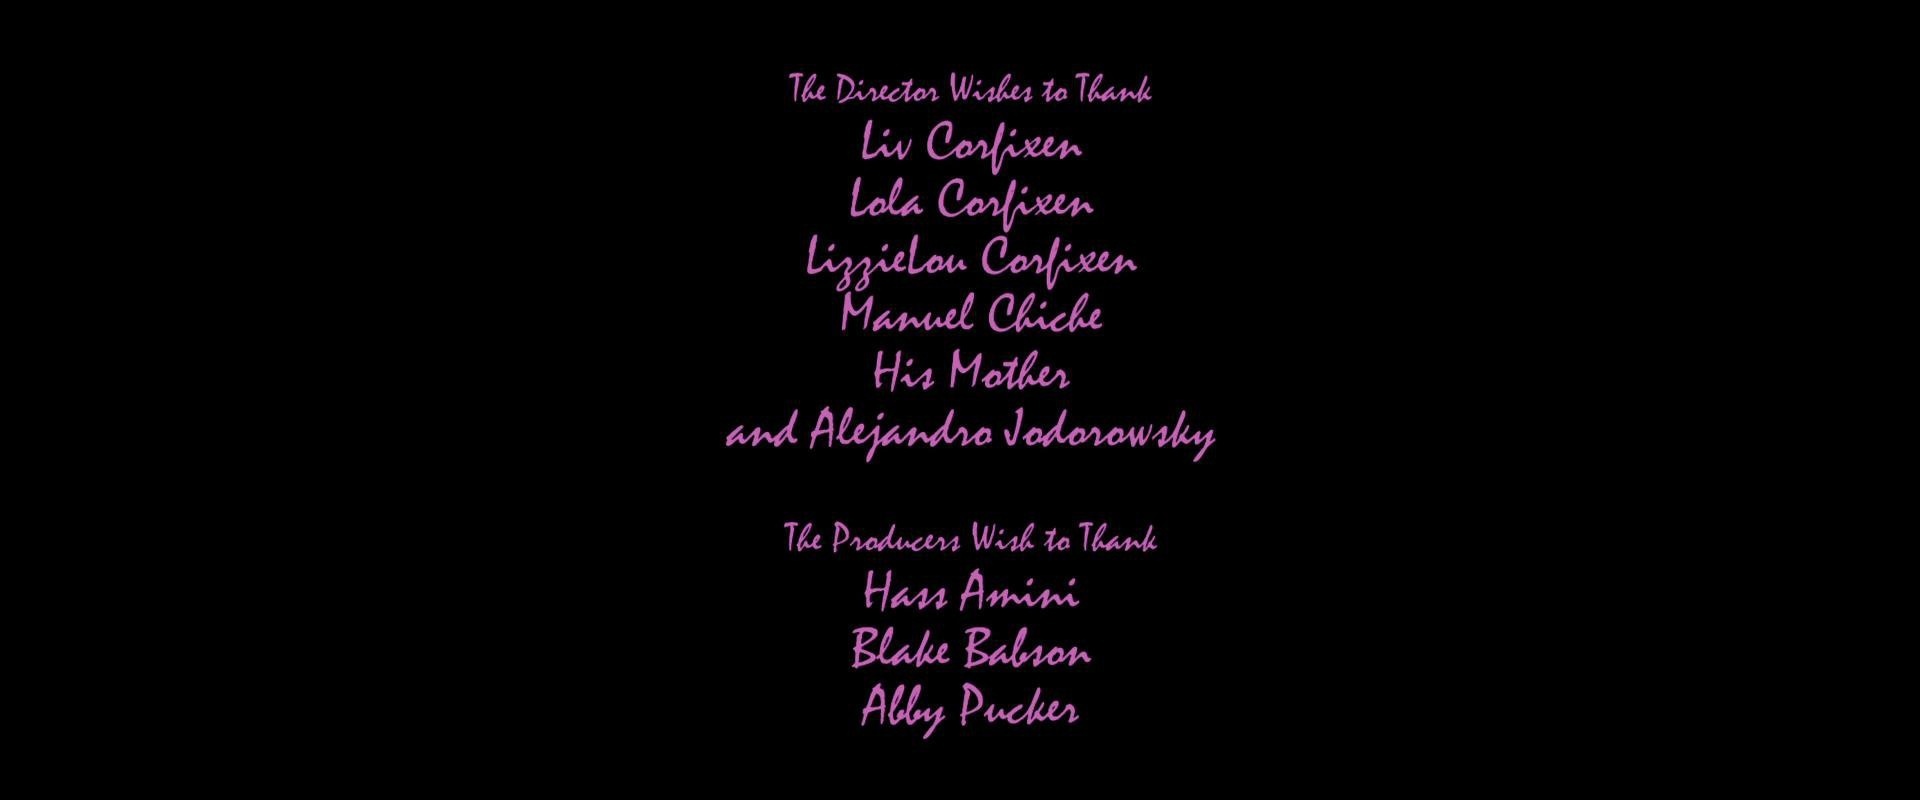 The Director Wishes to Thank
Liv Corfixen
Lola Corfixen
LizzieLou Corfixen
Manuel Chiche
His Mother
and Alejandro Jodorowsky
The Producers Wish to Thank
Hass Amini
Blake Babson
Abby Pucker